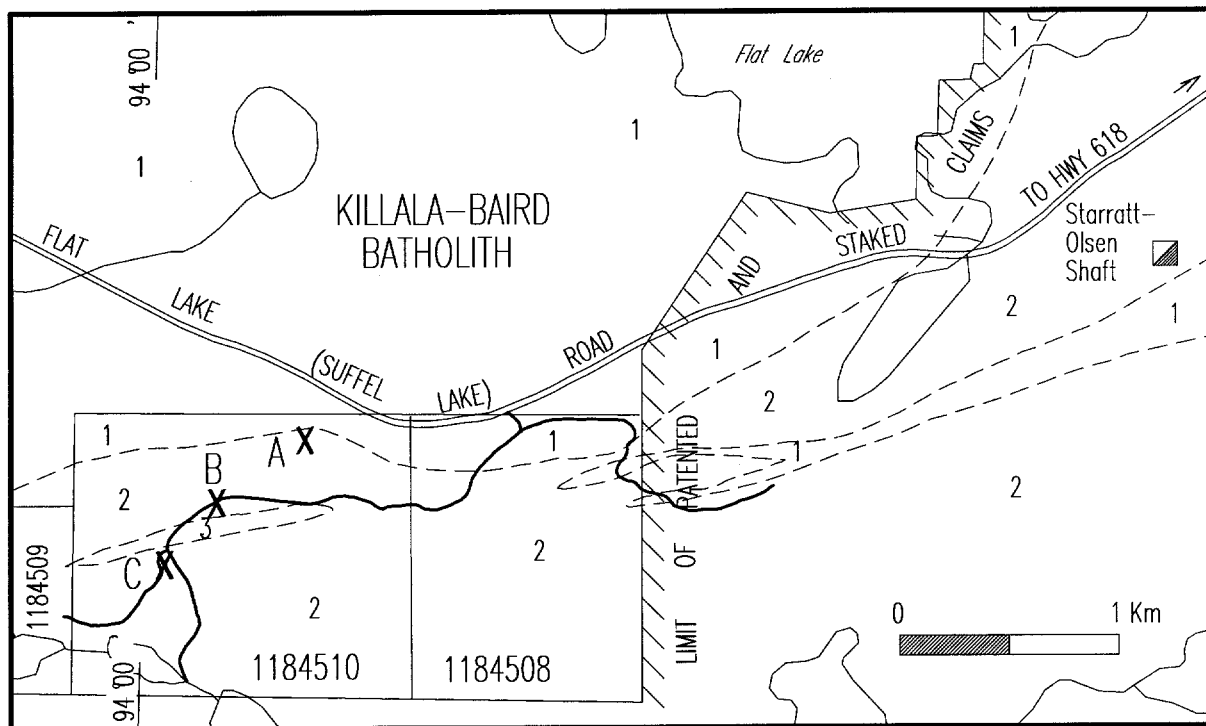 94°00'
Flat Lake
1
1
1
CLAIMS
TO HWY 618
KILLALA–BAIRD
BATHOLITH
Starratt–
Olsen
Shaft
FLAT LAKE (SUFFEL LAKE) ROAD
AND STAKED
2
1
1
2
1
A
1
1
B
2
3
2
2
C
2
LIMIT OF PATENTED
1184509
1184510
1184508
0 1 Km
94°00'